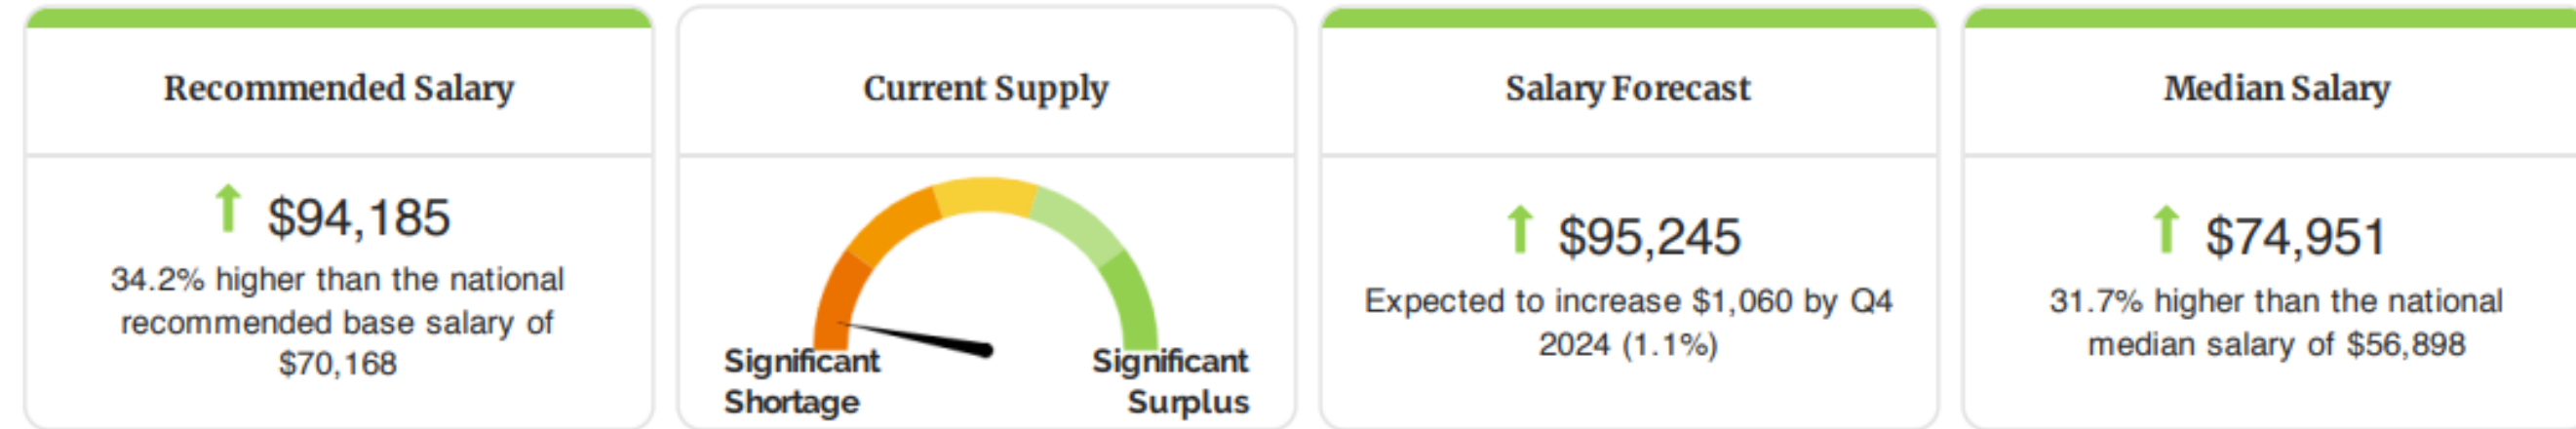 Recommended Salary
$94,185
34.2% higher than the national
recommended base salary of
$70,168
Current Supply
Significant
Shortage
Significant
Surplus
Salary Forecast
$95,245
Expected to increase $1,060 by Q4
2024 (1.1%)
Median Salary
$74,951
31.7% higher than the national
median salary of $56,898